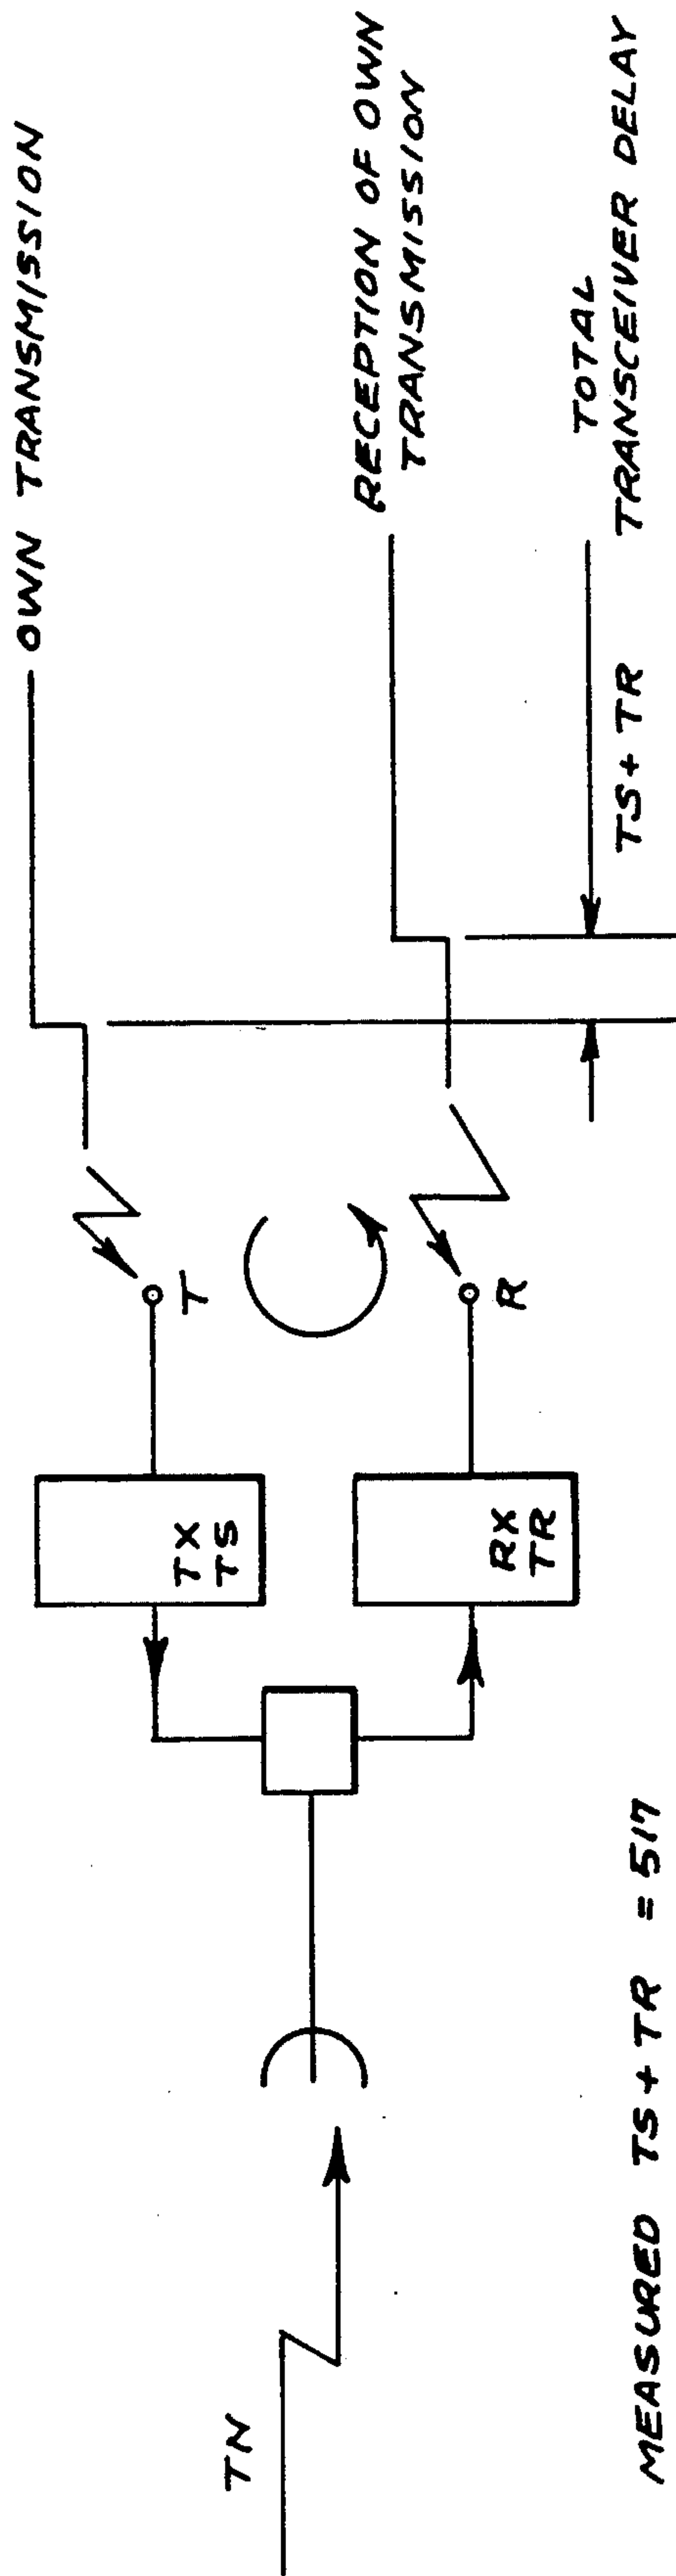 OWN TRANSMISSION
TX
TS
T
TN
RECEPTION OF OWN
TRANSMISSION
RX
TR
R
TOTAL
TS+TR TRANSCEIVER DELAY
MEASURED TS+TR = 517